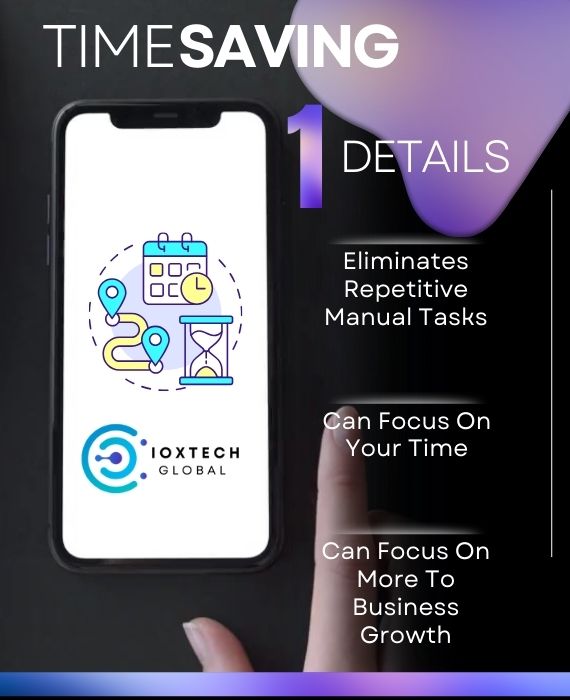 TIME SAVING
1 DETAILS
Eliminates
Repetitive
Manual Tasks
Can Focus On
Your Time
Can Focus On
More To
Business
Growth
IOXTECH
GLOBAL